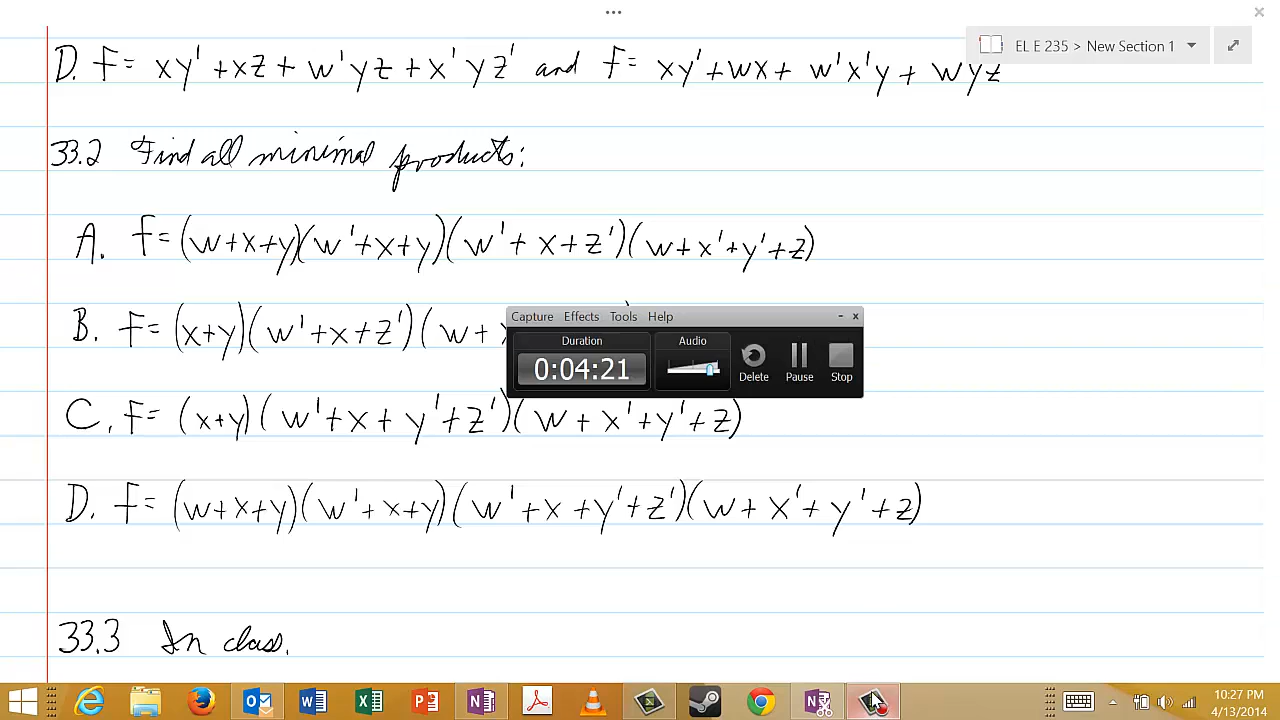 EL E 235 > New Section 1
D. f = xy' + xz + w'yz + x'yz' and f = xy' + wx + w'x'y + wyz
33.2 Find all minimal products:
A. f = (w+x+y)(w'+x+y)(w'+x+z')(w+x'+y'+z)
B. f = (x+y)(w'+x+z')(w+
Capture Effects Tools Help
Duration Audio
0:04:21
Delete Pause Stop
C. f = (x+y)(w'+x+y'+z')(w+x'+y'+z)
D. f = (w+x+y)(w'+x+y)(w'+x+y'+z')(w+x'+y'+z)
33.3 In class.
10:27 PM
4/13/2014